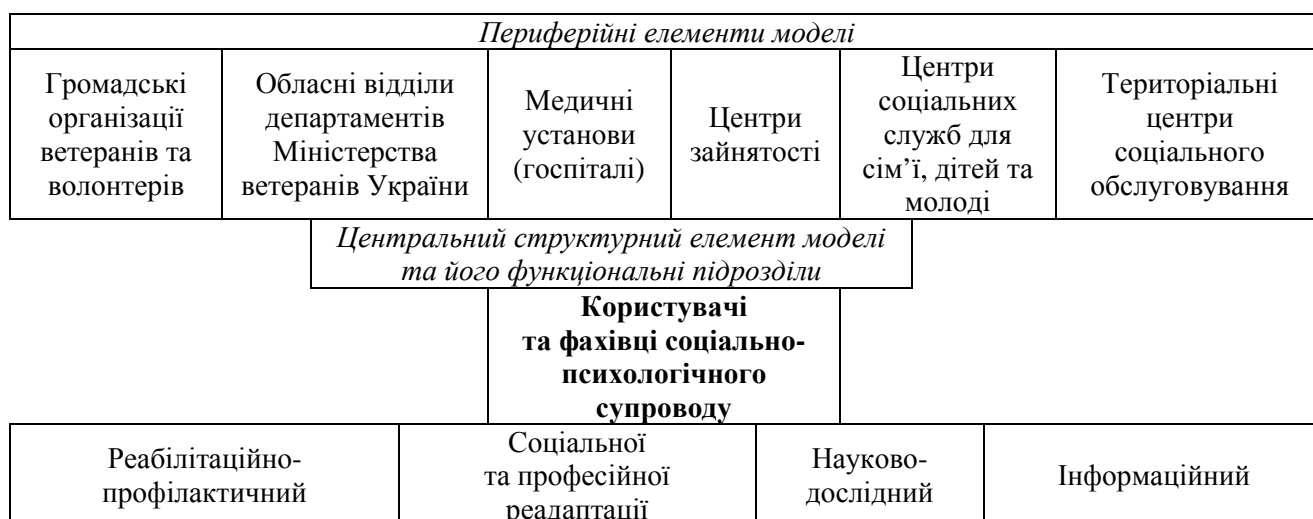 Периферійні елементи моделі
Громадські
організації
ветеранів та
волонтерів
Обласні відділи
департаментів
Міністерства
ветеранів України
Медичні
установи
(госпіталі)
Центри
зайнятості
Центри
соціальних
служб для
сім’ї, дітей та
молоді
Територіальні
центри
соціального
обслуговування
Центральний структурний елемент моделі
та його функціональні підрозділи
Користувачі
та фахівці соціально-
психологічного
супроводу
Реабілітаційно-
профілактичний
Соціальної
та професійної
реадаптації
Науково-
дослідний
Інформаційний